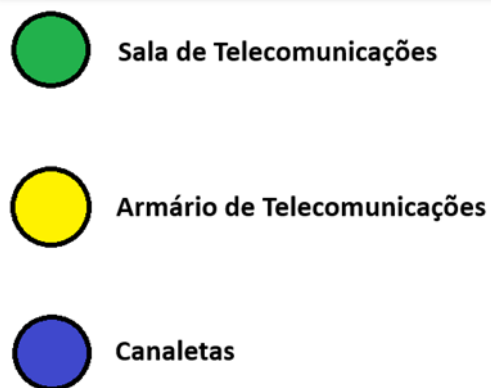 Sala de Telecomunicações
Armário de Telecomunicações
Canaletas